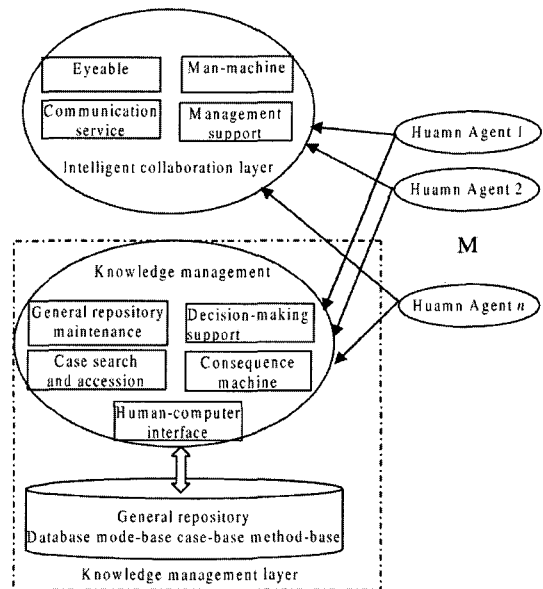 Eyeable
Man-machine
Communication
service
Management
support
Intelligent collaboration layer
Huamn Agent 1
Huamn Agent 2
M
Huamn Agent n
Knowledge management
General repository
maintenance
Decision-making
support
Case search
and accession
Consequence
machine
Human-computer
interface
General repository
Database mode-base case-base method-base
Knowledge management layer